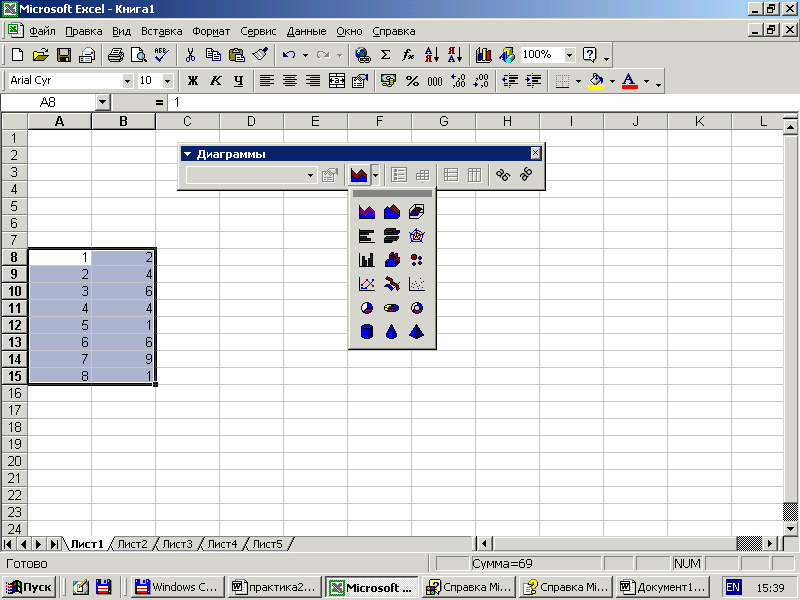 Microsoft Excel - Книга1
Файл Правка Вид Вставка Формат Сервис Данные Окно Справка
100%
Arial Cyr 10 Ж К Ч % 000
A8 = 1
A B C D E F G H I J K L
1
2 Диаграммы
3
4
5
6
7
8 1 2
9 2 4
10 3 6
11 4 4
12 5 1
13 6 6
14 7 9
15 8 1
16
17
18
19
20
21
22
23
24
Лист1 Лист2 Лист3 Лист4 Лист5
Готово Сумма=69 NUM
Пуск Windows C... практика2... Microsoft ... Справка Mi... Справка Mi... Документ1... EN 15:39